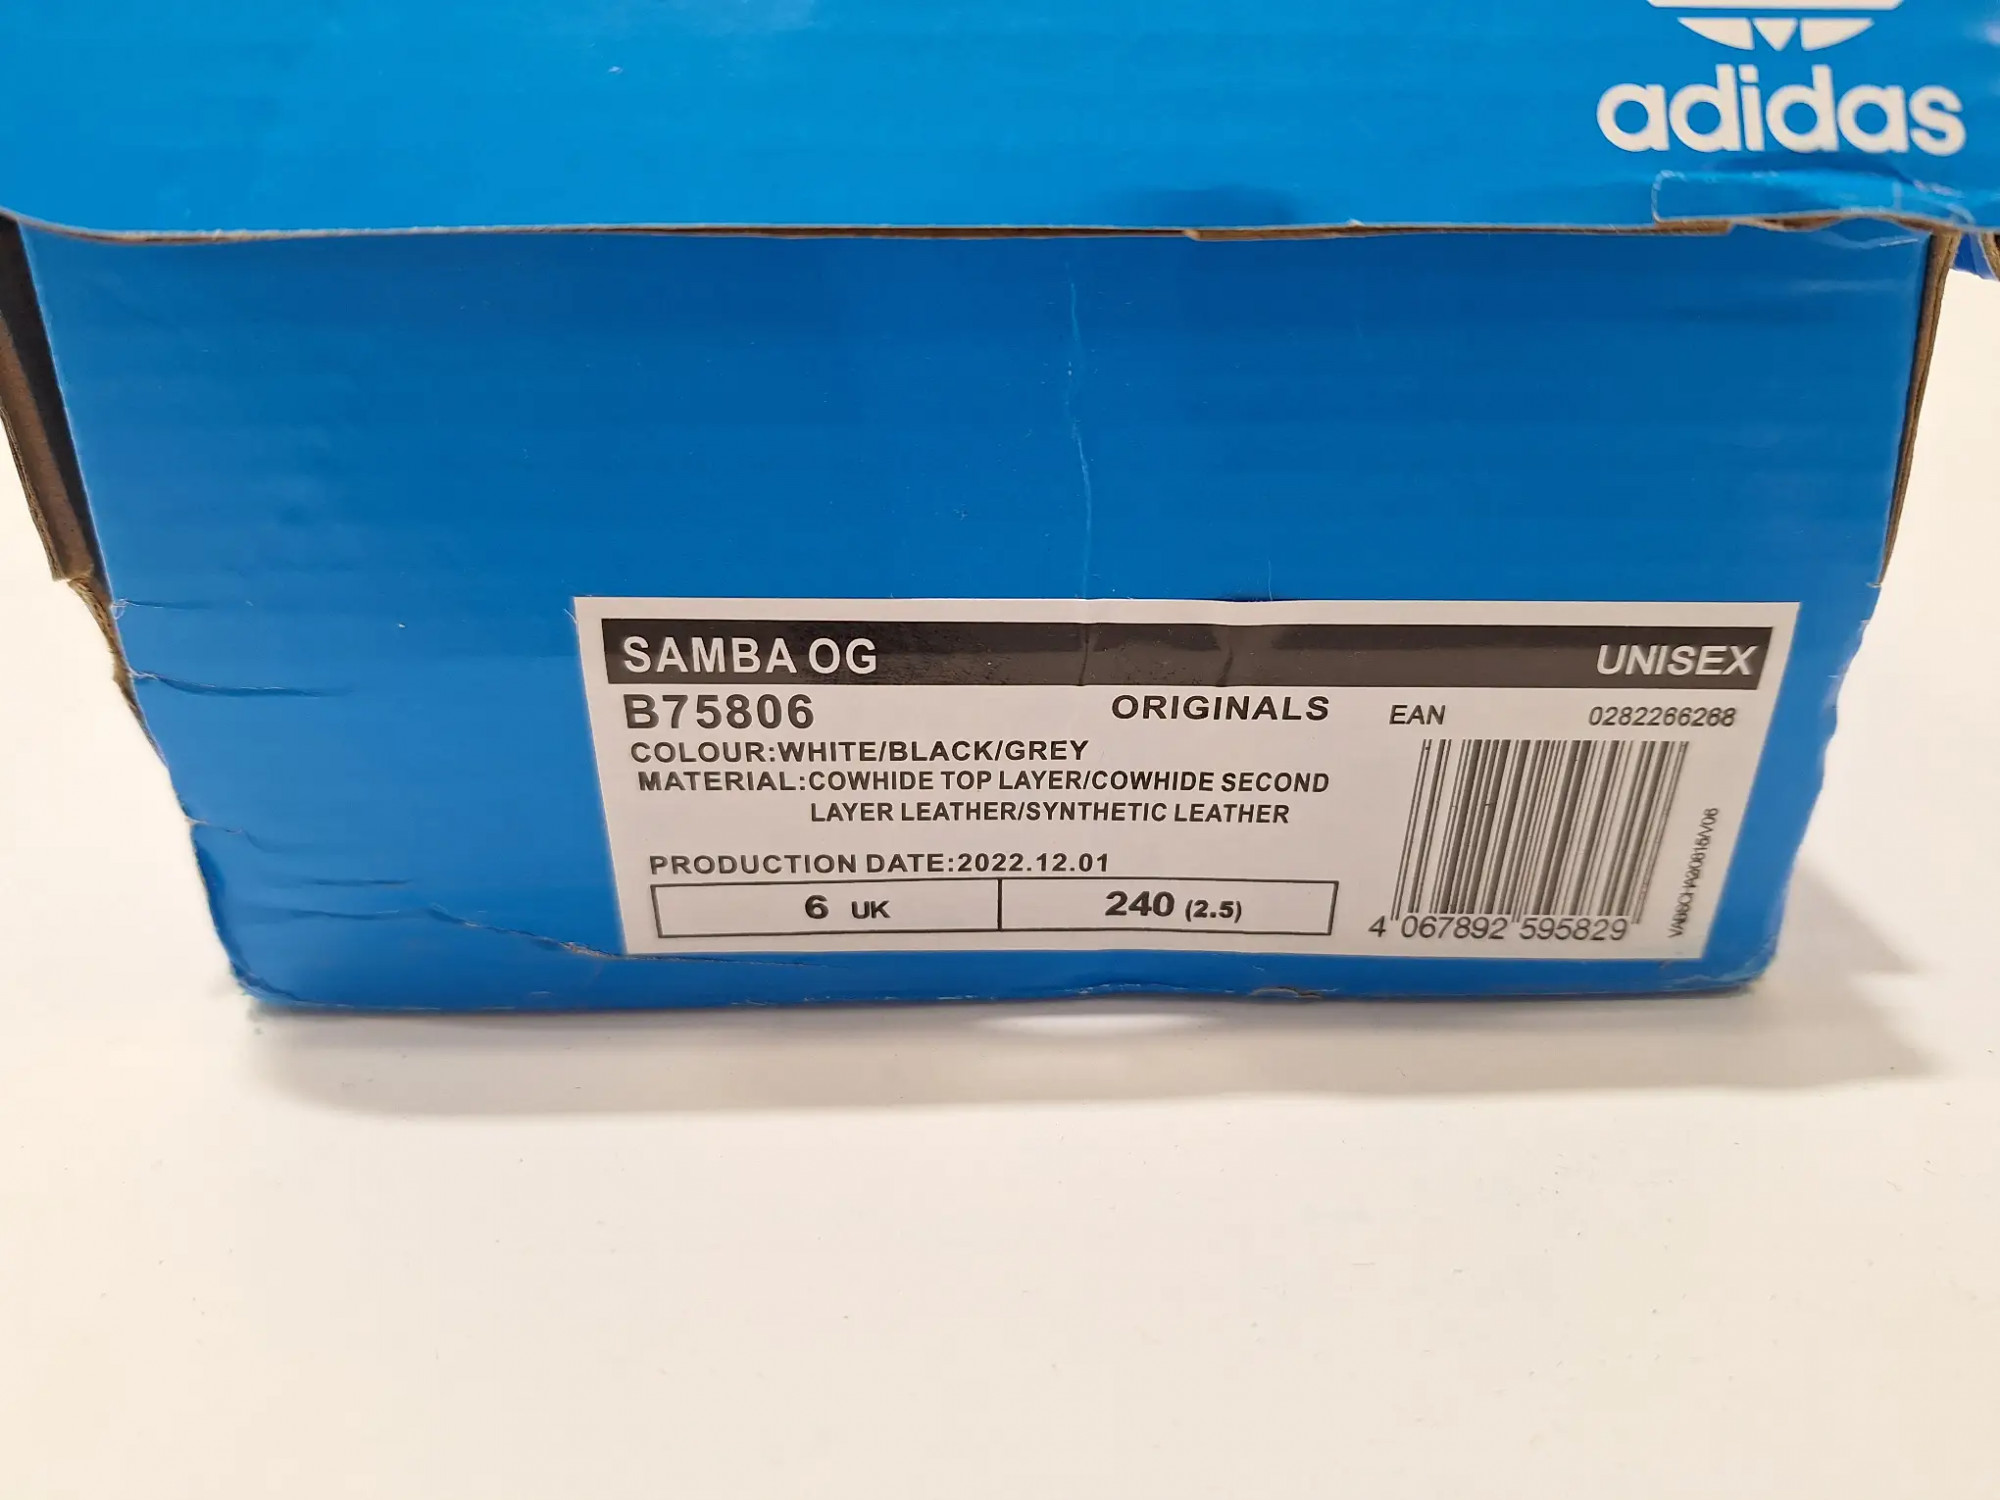 adidas
SAMBA OG
UNISEX
B75806
ORIGINALS
EAN
0282266288
COLOUR:WHITE/BLACK/GREY
MATERIAL:COWHIDE TOP LAYER/COWHIDE SECOND
LAYER LEATHER/SYNTHETIC LEATHER
PRODUCTION DATE:2022.12.01
6 UK
240 (2.5)
4 067892 595829